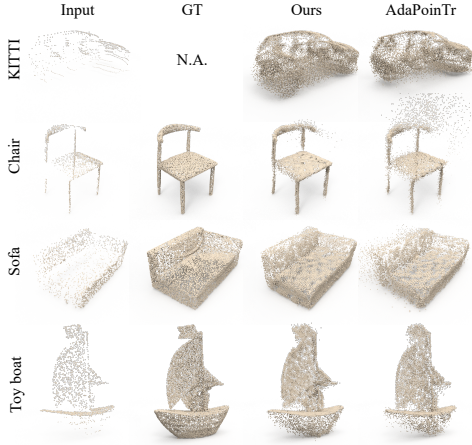 Input GT Ours AdaPoinTr
KITTI N.A.
Chair
Sofa
Toy boat